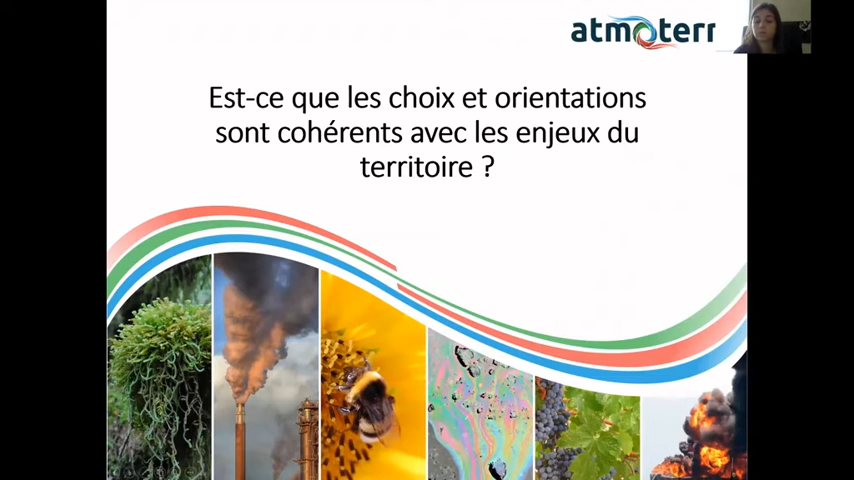 atmoterr
Est-ce que les choix et orientations
sont cohérents avec les enjeux du
territoire ?